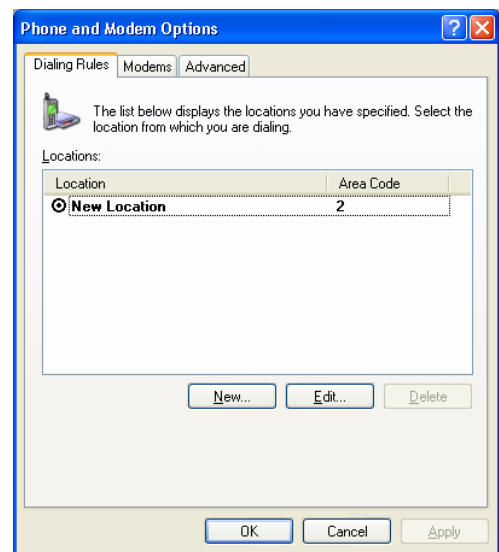 Phone and Modem Options
Dialing Rules Modems Advanced
The list below displays the locations you have specified. Select the
location from which you are dialing.
Locations:
Location Area Code
New Location 2
New... Edit... Delete
OK Cancel Apply